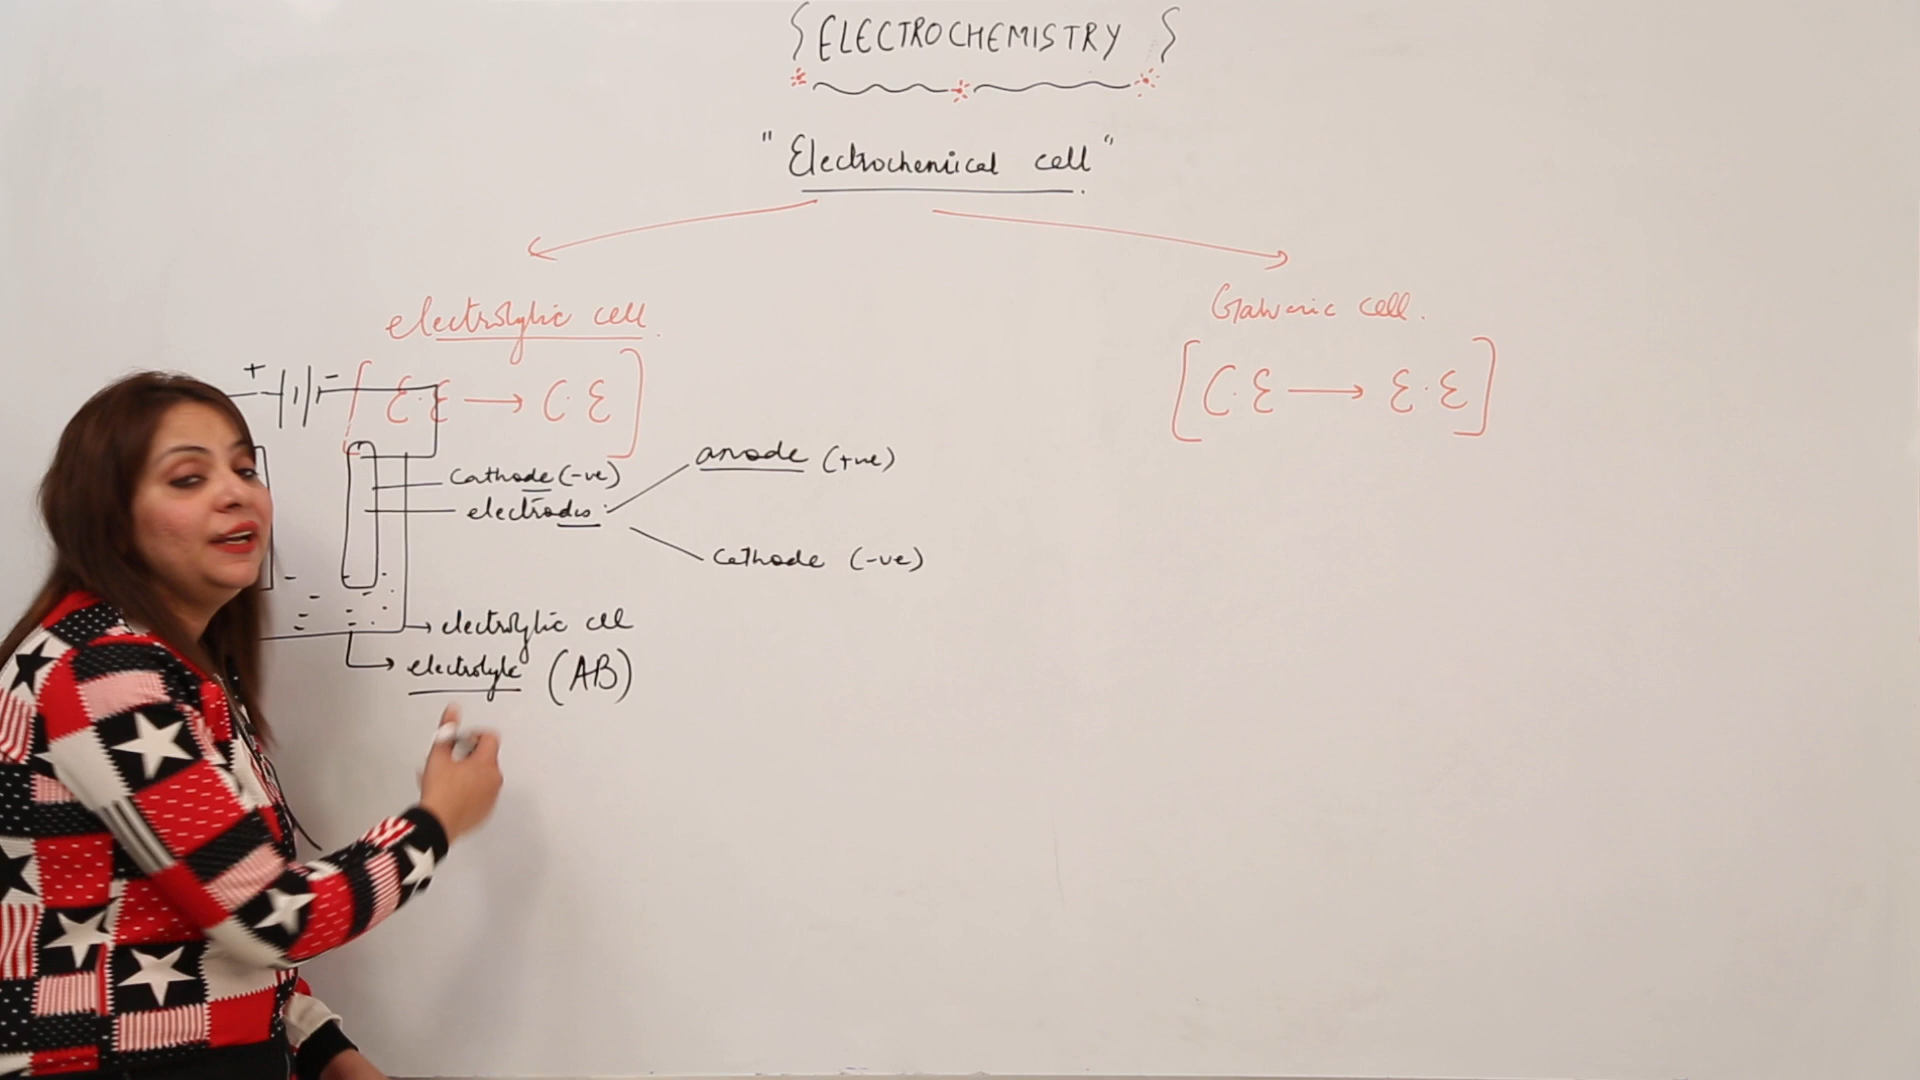 ELECTROCHEMISTRY
"Electrochemical cell"
electrolytic cell.
Galvanic cell.
+ -
[E.E → C.E]
[C.E → E.E]
anode (+ve)
Cathode (-ve)
electrodes
Cathode (-ve)
electrolytic cell
electrolyte (AB)